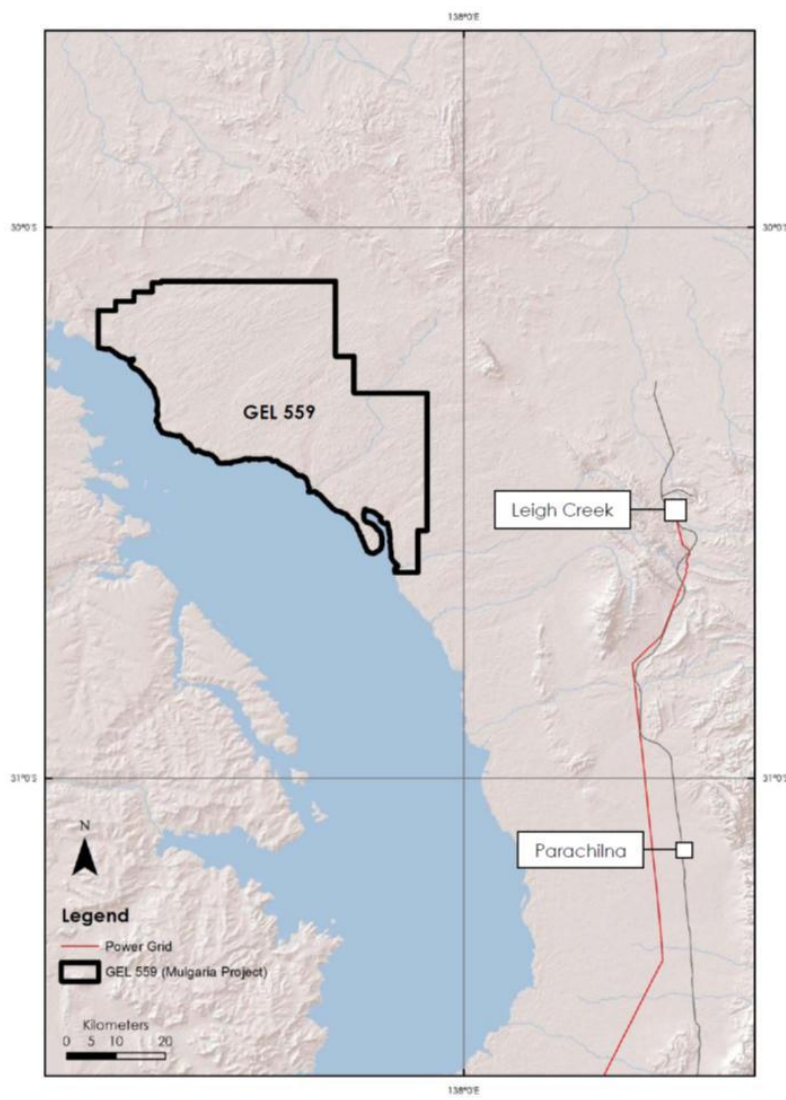 138°0'E
30°0'S
30°0'S
GEL 559
Leigh Creek
31°0'S
31°0'S
Parachilna
N
Legend
Power Grid
GEL 559 (Mulgaria Project)
Kilometers
0 5 10 20
138°0'E